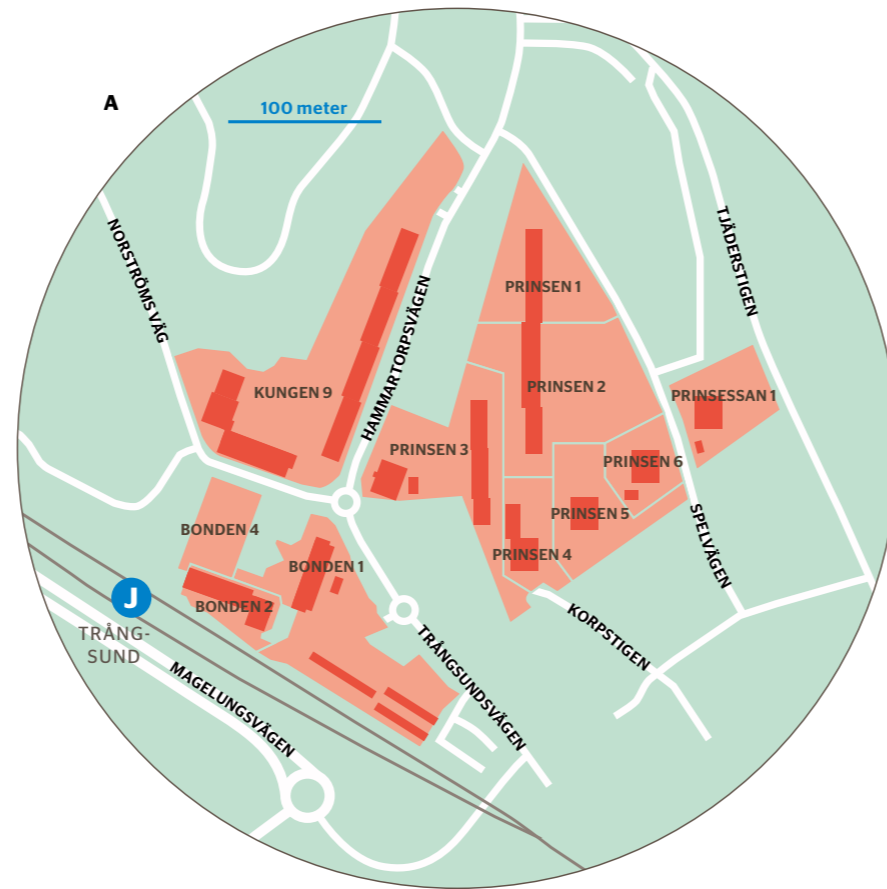 A
100 meter
NORSTRÖMS VÄG
HAMMARTORPSVÄGEN
TJÄDERSTIGEN
PRINSEN 1
KUNGEN 9
PRINSEN 2
PRINSESSAN 1
PRINSEN 3
PRINSEN 6
PRINSEN 5
BONDEN 4
SPELVÄGEN
PRINSEN 4
BONDEN 1
BONDEN 2
J
TRÅNG-
SUND
KORPSTIGEN
TRÅNGSUNDSVÄGEN
MAGELUNGSVÄGEN